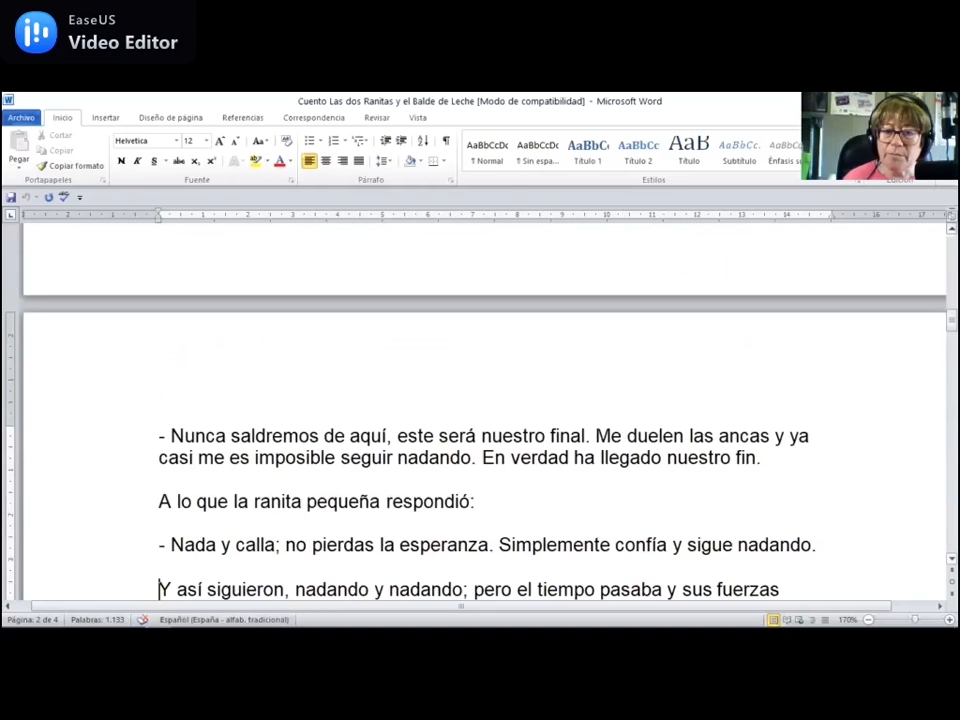 EaseUS
Video Editor
Cuento Las dos Ranitas y el Balde de Leche [Modo de compatibilidad] - Microsoft Word
Archivo Inicio Insertar Diseño de página Referencias Correspondencia Revisar Vista
Pegar
Cortar
Copiar
Copiar formato
Portapapeles
Helvetica 12
N K S
Fuente
Párrafo
AaBbCcDc AaBbCcDc AaBbC AaBbCc AaB AaBbCc. AaBbCc
¶ Normal ¶ Sin espa... Título 1 Título 2 Título Subtítulo Énfasis
Estilos
- Nunca saldremos de aquí, este será nuestro final. Me duelen las ancas y ya
casi me es imposible seguir nadando. En verdad ha llegado nuestro fin.
A lo que la ranita pequeña respondió:
- Nada y calla; no pierdas la esperanza. Simplemente confía y sigue nadando.
Y así siguieron, nadando y nadando; pero el tiempo pasaba y sus fuerzas
Página: 2 de 4 Palabras: 1.133 Español (España - alfab. tradicional) 170%